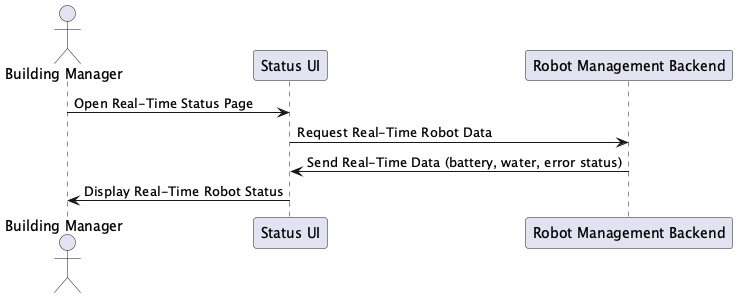 Building Manager
Status UI
Robot Management Backend
Open Real-Time Status Page
Request Real-Time Robot Data
Send Real-Time Data (battery, water, error status)
Display Real-Time Robot Status
Building Manager
Status UI
Robot Management Backend